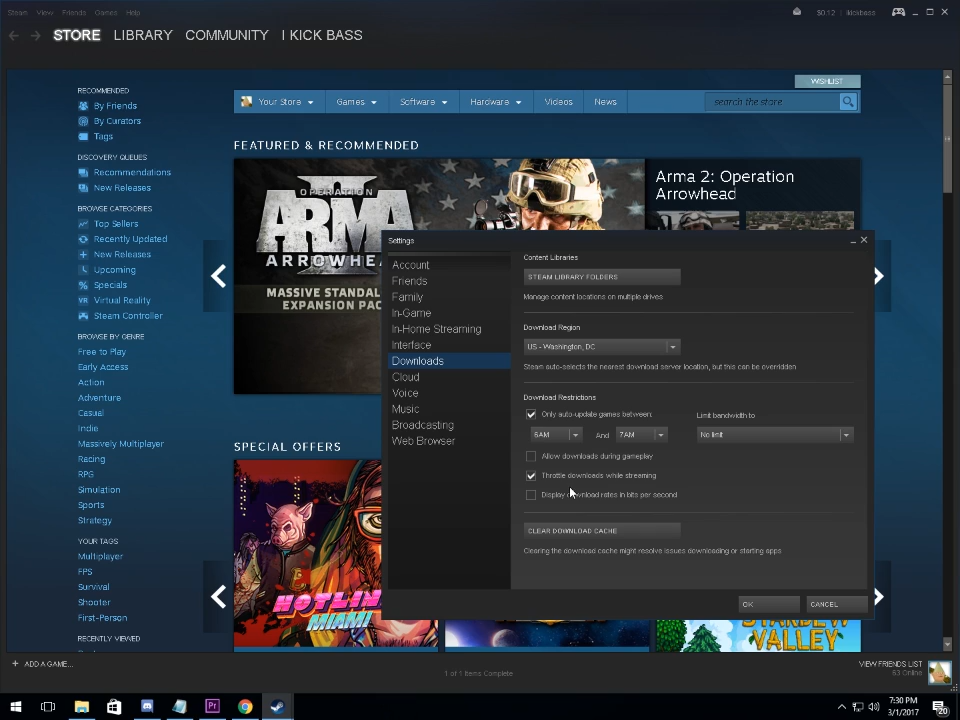 Steam View Friends Games Help
$0.12 ikickbass
STORE LIBRARY COMMUNITY I KICK BASS
WISHLIST
Your Store Games Software Hardware Videos News search the store
RECOMMENDED
By Friends
By Curators
Tags
DISCOVERY QUEUES
Recommendations
New Releases
BROWSE CATEGORIES
Top Sellers
Recently Updated
New Releases
Upcoming
Specials
VR Virtual Reality
Steam Controller
BROWSE BY GENRE
Free to Play
Early Access
Action
Adventure
Casual
Indie
Massively Multiplayer
Racing
RPG
Simulation
Sports
Strategy
YOUR TAGS
Multiplayer
FPS
Survival
Shooter
First-Person
RECENTLY VIEWED
FEATURED & RECOMMENDED
OPERATION
ARMA II
ARROWHEA
MASSIVE STANDAL
EXPANSION PAC
Arma 2: Operation
Arrowhead
SPECIAL OFFERS
HOTLIN
MIAMI
STARDEW
VALLEY
Settings
Account
Friends
Family
In-Game
In-Home Streaming
Interface
Downloads
Cloud
Voice
Music
Broadcasting
Web Browser
Content Libraries
STEAM LIBRARY FOLDERS
Manage content locations on multiple drives
Download Region
US - Washington, DC
Steam auto-selects the nearest download server location, but this can be overridden
Download Restrictions
Only auto-update games between: Limit bandwidth to
6AM And 7AM No limit
Allow downloads during gameplay
Throttle downloads while streaming
Display download rates in bits per second
CLEAR DOWNLOAD CACHE
Clearing the download cache might resolve issues downloading or starting apps
OK CANCEL
+ ADD A GAME...
1 of 1 Items Complete
VIEW FRIENDS LIST
63 Online
Pr
7:30 PM
3/1/2017
20